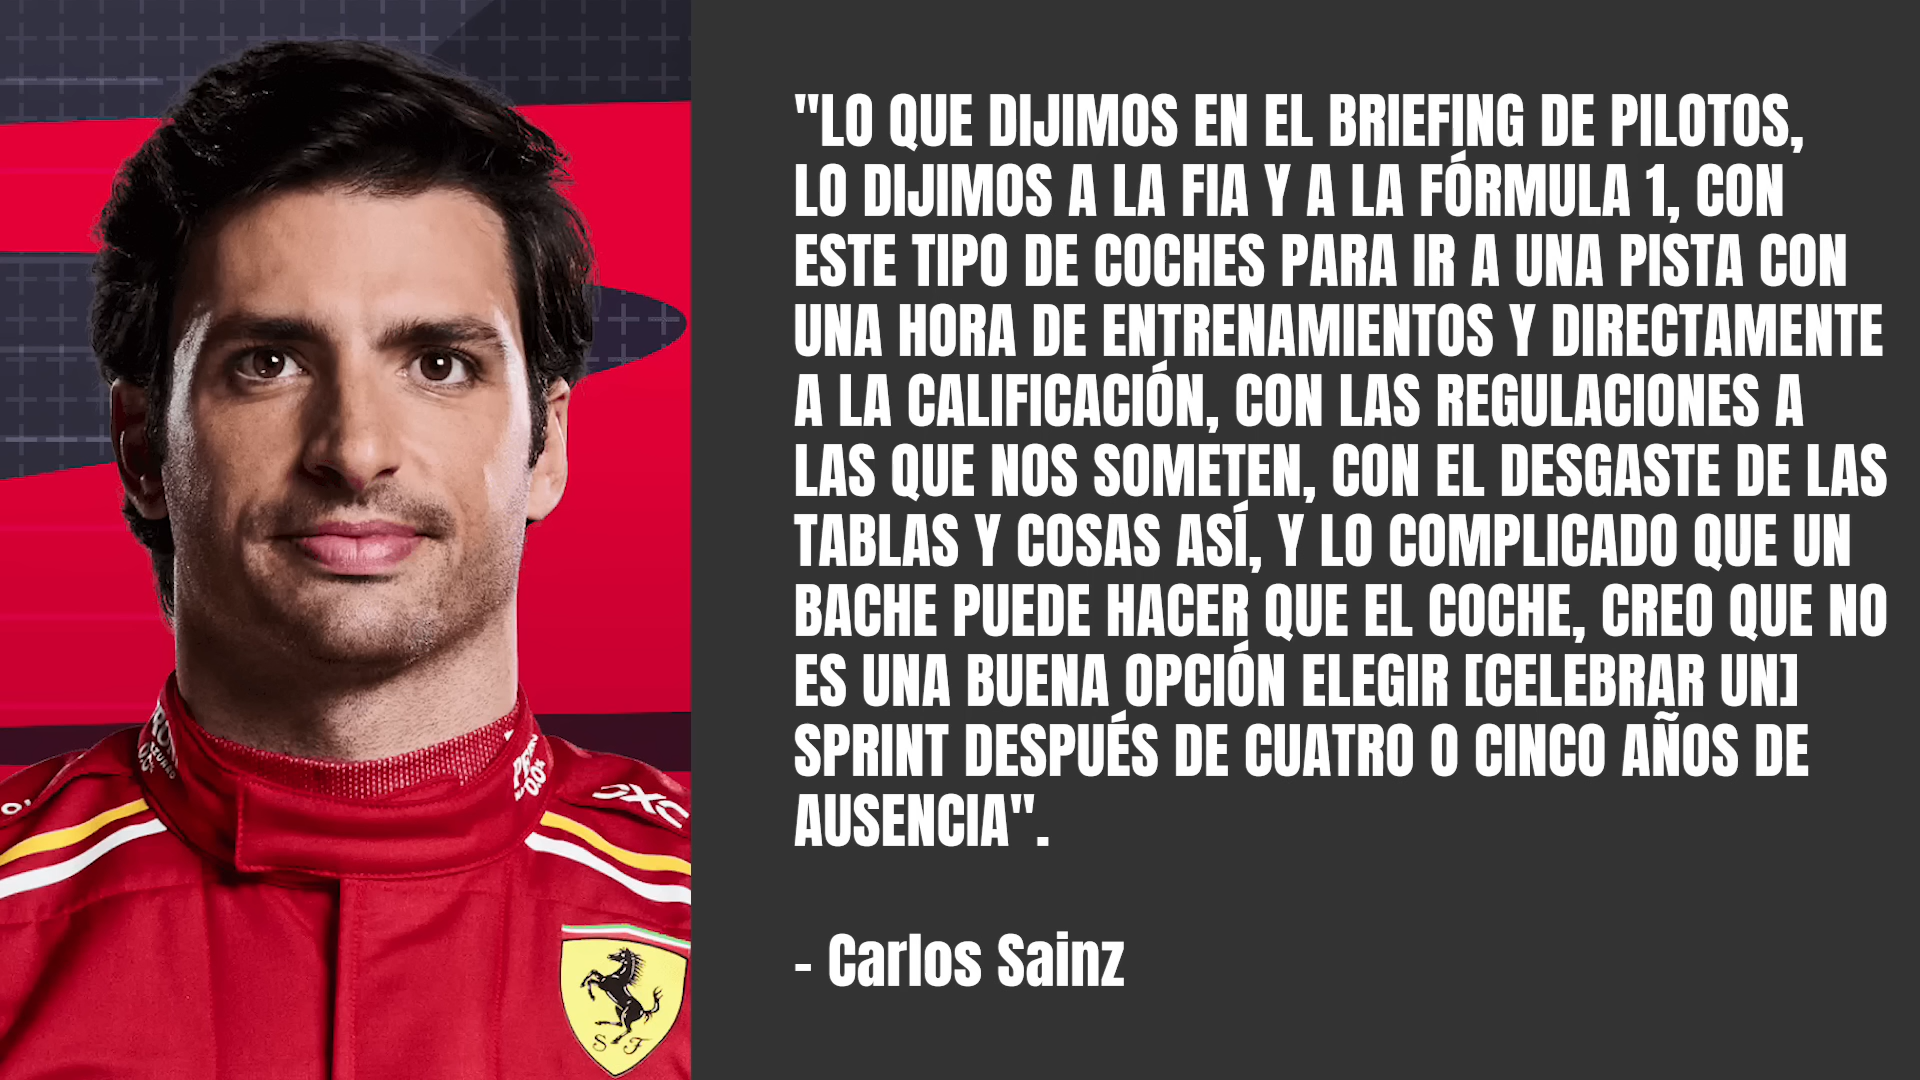 "LO QUE DIJIMOS EN EL BRIEFING DE PILOTOS,
LO DIJIMOS A LA FIA Y A LA FÓRMULA 1, CON
ESTE TIPO DE COCHES PARA IR A UNA PISTA CON
UNA HORA DE ENTRENAMIENTOS Y DIRECTAMENTE
A LA CALIFICACIÓN, CON LAS REGULACIONES A
LAS QUE NOS SOMETEN, CON EL DESGASTE DE LAS
TABLAS Y COSAS ASÍ, Y LO COMPLICADO QUE UN
BACHE PUEDE HACER QUE EL COCHE, CREO QUE NO
ES UNA BUENA OPCIÓN ELEGIR [CELEBRAR UN]
SPRINT DESPUÉS DE CUATRO O CINCO AÑOS DE
AUSENCIA".
- Carlos Sainz
S F